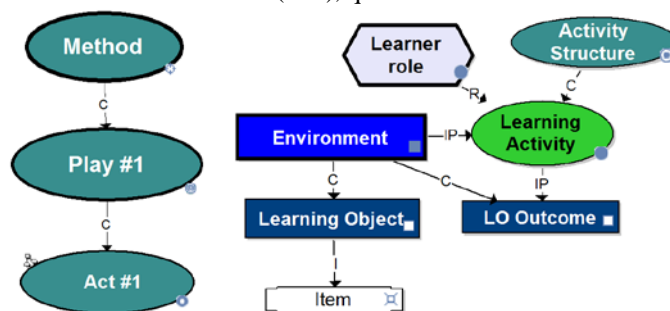 Method
C
Play #1
C
Act #1
Learner
role
Activity
Structure
R
C
Environment
IP
Learning
Activity
C
C
IP
Learning Object
LO Outcome
I
Item